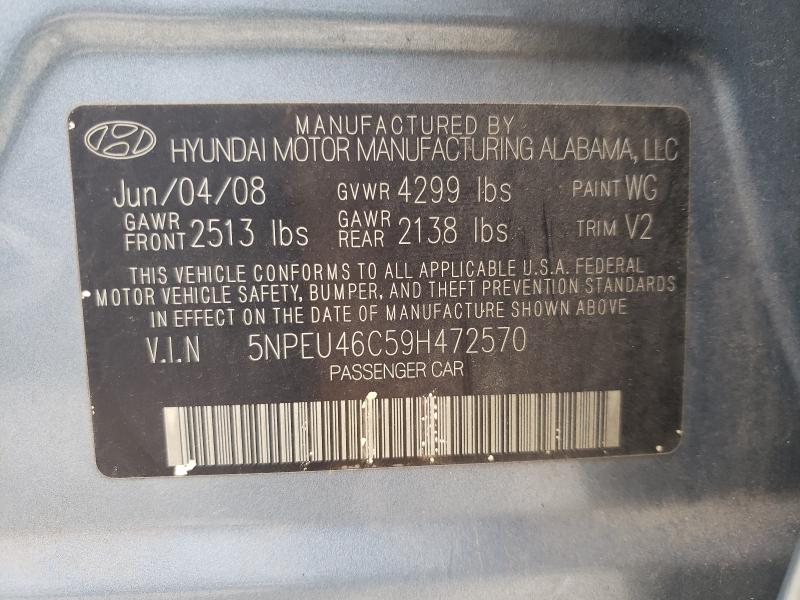 MANUFACTURED BY
HYUNDAI MOTOR MANUFACTURING ALABAMA, LLC
Jun/04/08 GVWR 4299 lbs PAINT WG
GAWR FRONT 2513 lbs GAWR REAR 2138 lbs TRIM V2
THIS VEHICLE CONFORMS TO ALL APPLICABLE U.S.A. FEDERAL
MOTOR VEHICLE SAFETY, BUMPER, AND THEFT PREVENTION STANDARDS
IN EFFECT ON THE DATE OF MANUFACTURE SHOWN ABOVE
V.I.N 5NPEU46C59H472570
PASSENGER CAR